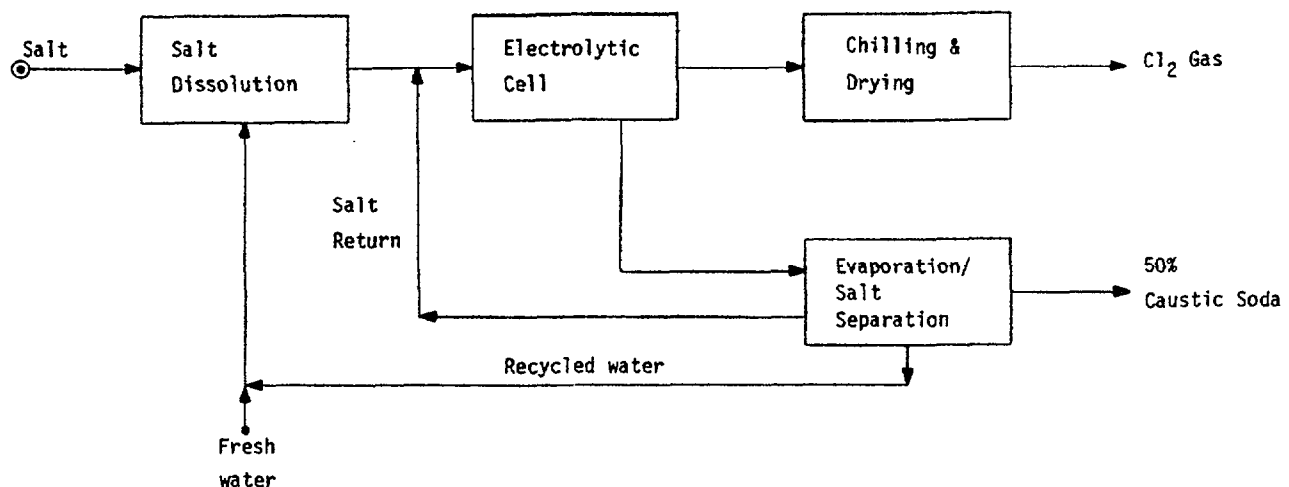 Salt
Salt
Dissolution
Electrolytic
Cell
Chilling &
Drying
Cl2 Gas
Salt
Return
Evaporation/
Salt
Separation
50%
Caustic Soda
Recycled water
Fresh
water